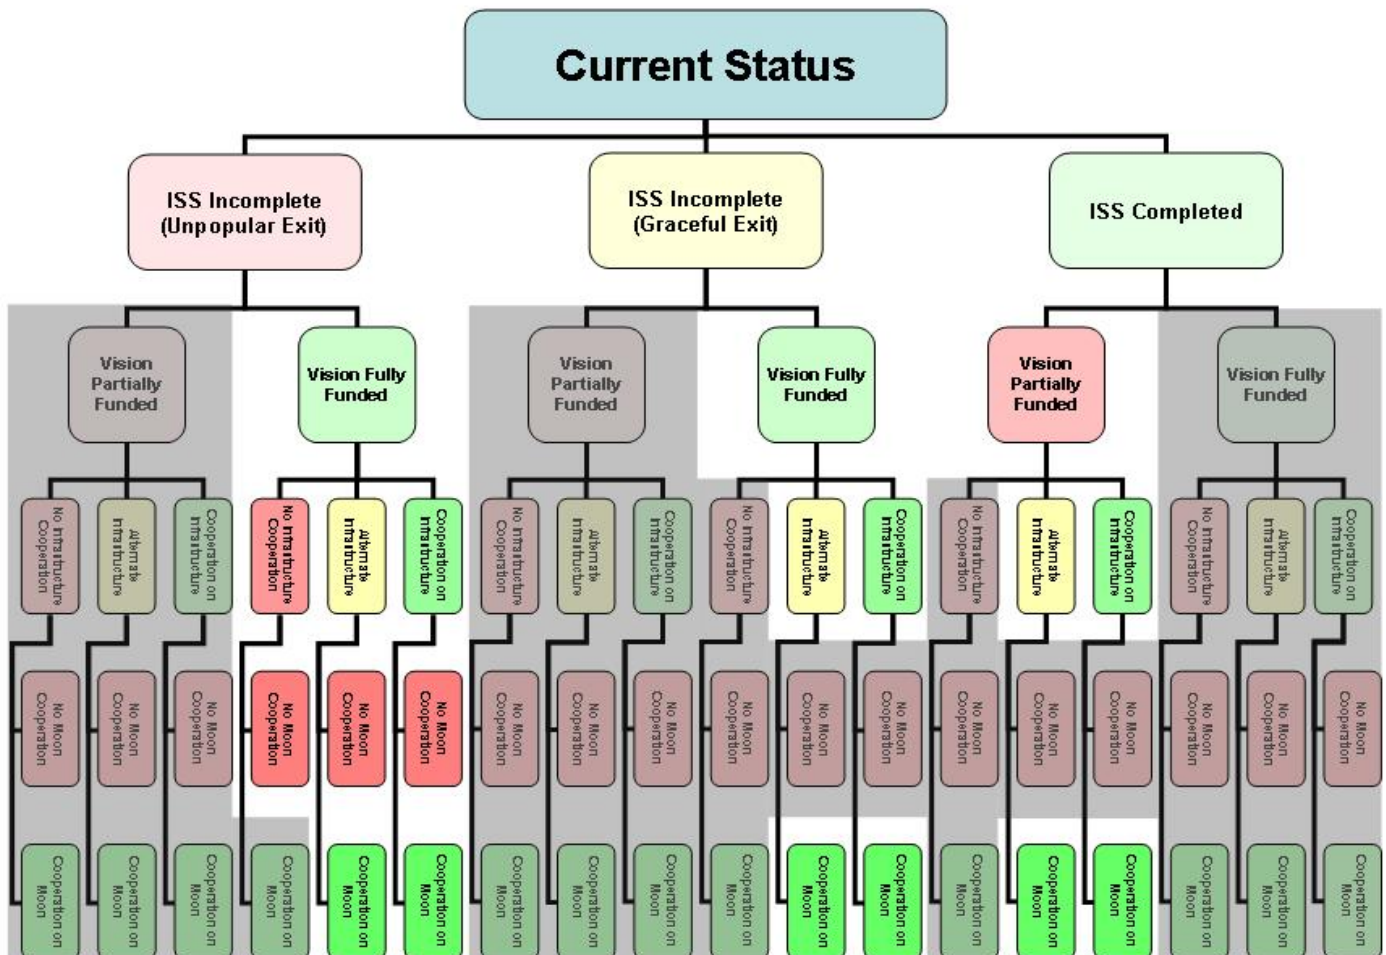 Current Status
ISS Incomplete
(Unpopular Exit)
ISS Incomplete
(Graceful Exit)
ISS Completed
Vision
Partially
Funded
Vision Fully
Funded
Vision
Partially
Funded
Vision Fully
Funded
Vision
Partially
Funded
Vision Fully
Funded
No Infrastructure
Cooperation
Alternate
Infrastructure
Cooperation on
Infrastructure
No Infrastructure
Cooperation
Alternate
Infrastructure
Cooperation on
Infrastructure
No Infrastructure
Cooperation
Alternate
Infrastructure
Cooperation on
Infrastructure
No Infrastructure
Cooperation
Alternate
Infrastructure
Cooperation on
Infrastructure
No Infrastructure
Cooperation
Alternate
Infrastructure
Cooperation on
Infrastructure
No Infrastructure
Cooperation
Alternate
Infrastructure
Cooperation on
Infrastructure
No Moon
Cooperation
No Moon
Cooperation
No Moon
Cooperation
No Moon
Cooperation
No Moon
Cooperation
No Moon
Cooperation
No Moon
Cooperation
No Moon
Cooperation
No Moon
Cooperation
No Moon
Cooperation
No Moon
Cooperation
No Moon
Cooperation
No Moon
Cooperation
No Moon
Cooperation
No Moon
Cooperation
No Moon
Cooperation
No Moon
Cooperation
No Moon
Cooperation
Cooperation on
Moon
Cooperation on
Moon
Cooperation on
Moon
Cooperation on
Moon
Cooperation on
Moon
Cooperation on
Moon
Cooperation on
Moon
Cooperation on
Moon
Cooperation on
Moon
Cooperation on
Moon
Cooperation on
Moon
Cooperation on
Moon
Cooperation on
Moon
Cooperation on
Moon
Cooperation on
Moon
Cooperation on
Moon
Cooperation on
Moon
Cooperation on
Moon